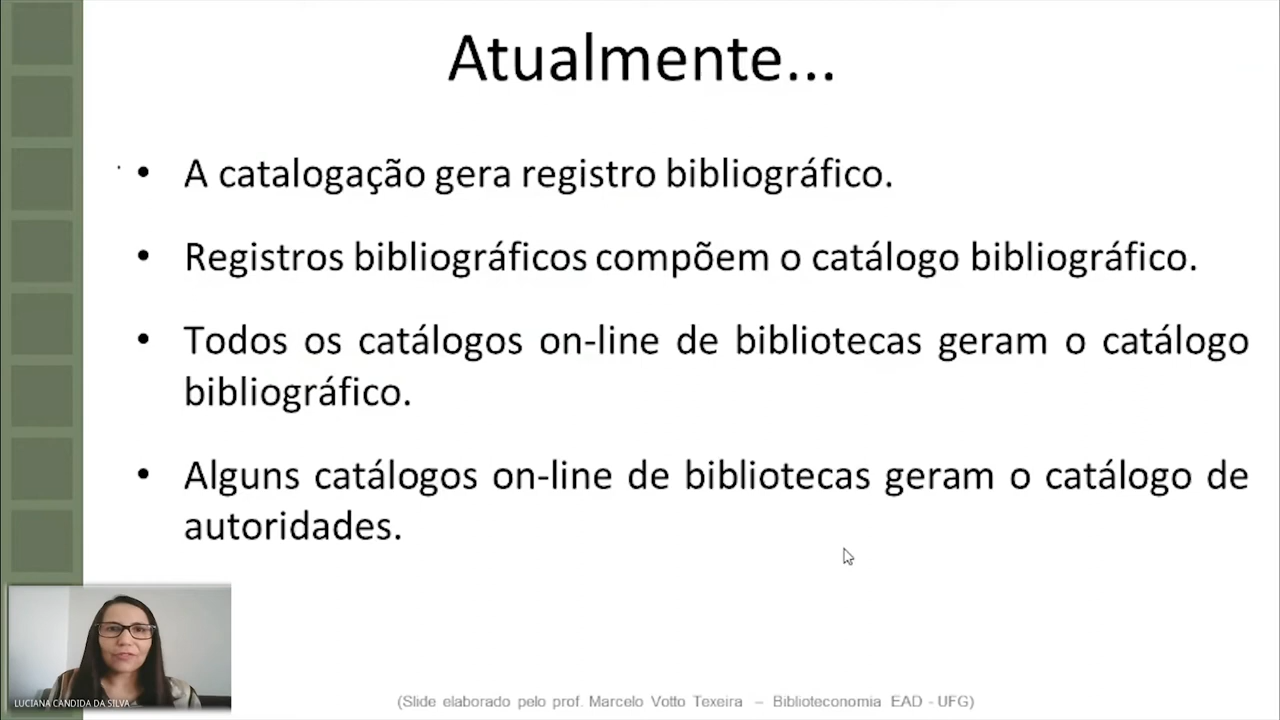 Atualmente...
• A catalogação gera registro bibliográfico.
• Registros bibliográficos compõem o catálogo bibliográfico.
• Todos os catálogos on-line de bibliotecas geram o catálogo
bibliográfico.
• Alguns catálogos on-line de bibliotecas geram o catálogo de
autoridades.
LUCIANA CANDIDA DA SILVA
(Slide elaborado pelo prof. Marcelo Votto Texeira – Biblioteconomia EAD - UFG)